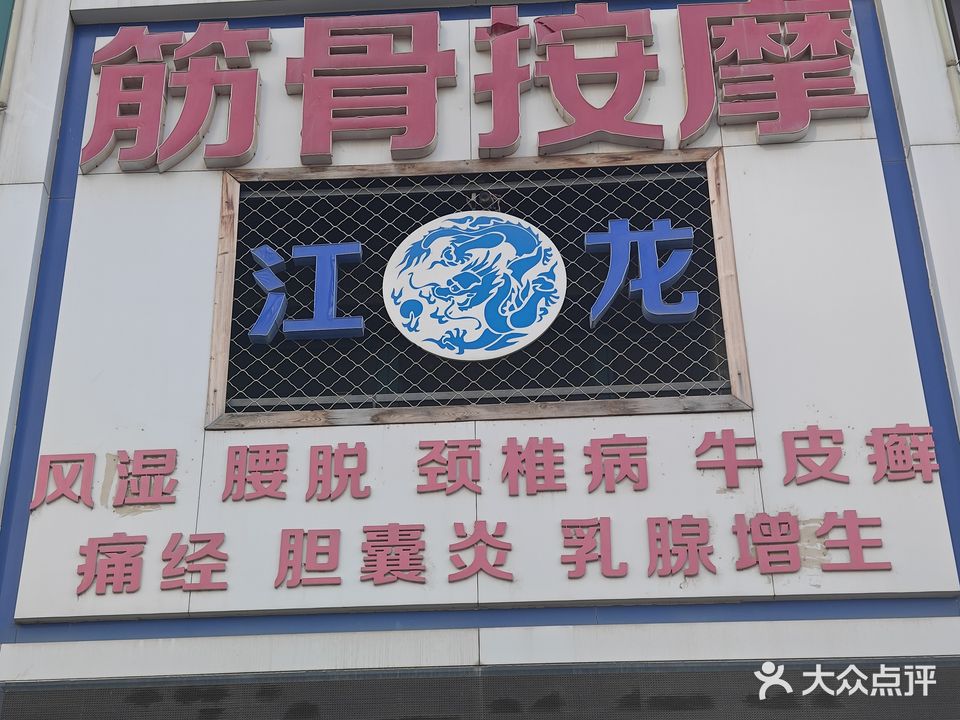 筋骨按摩
江 龙
风湿 腰脱 颈椎病 牛皮癣
痛经 胆囊炎 乳腺增生
大众点评